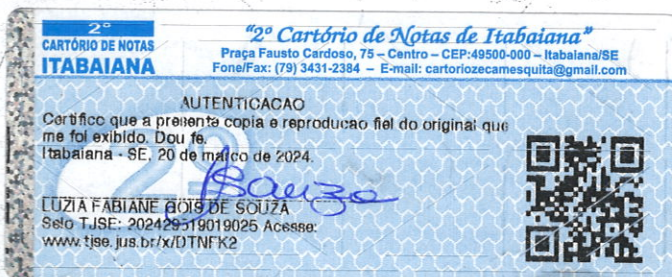 2º
CARTÓRIO DE NOTAS
ITABAIANA
"2º Cartório de Notas de Itabaiana"
Praça Fausto Cardoso, 75 – Centro – CEP:49500-000 – Itabaiana/SE
Fone/Fax: (79) 3431-2384 – E-mail: cartoriozecamesquita@gmail.com
AUTENTICACAO
Certifico que a presente copia e reproducao fiel do original que
me foi exibido. Dou fe.
Itabaiana - SE, 20 de março de 2024.
Souza
LUZIA FABIANE GOIS DE SOUZA
Selo TJSE: 202429519019025 Acesse:
www.tjse.jus.br/x/DTNFK2